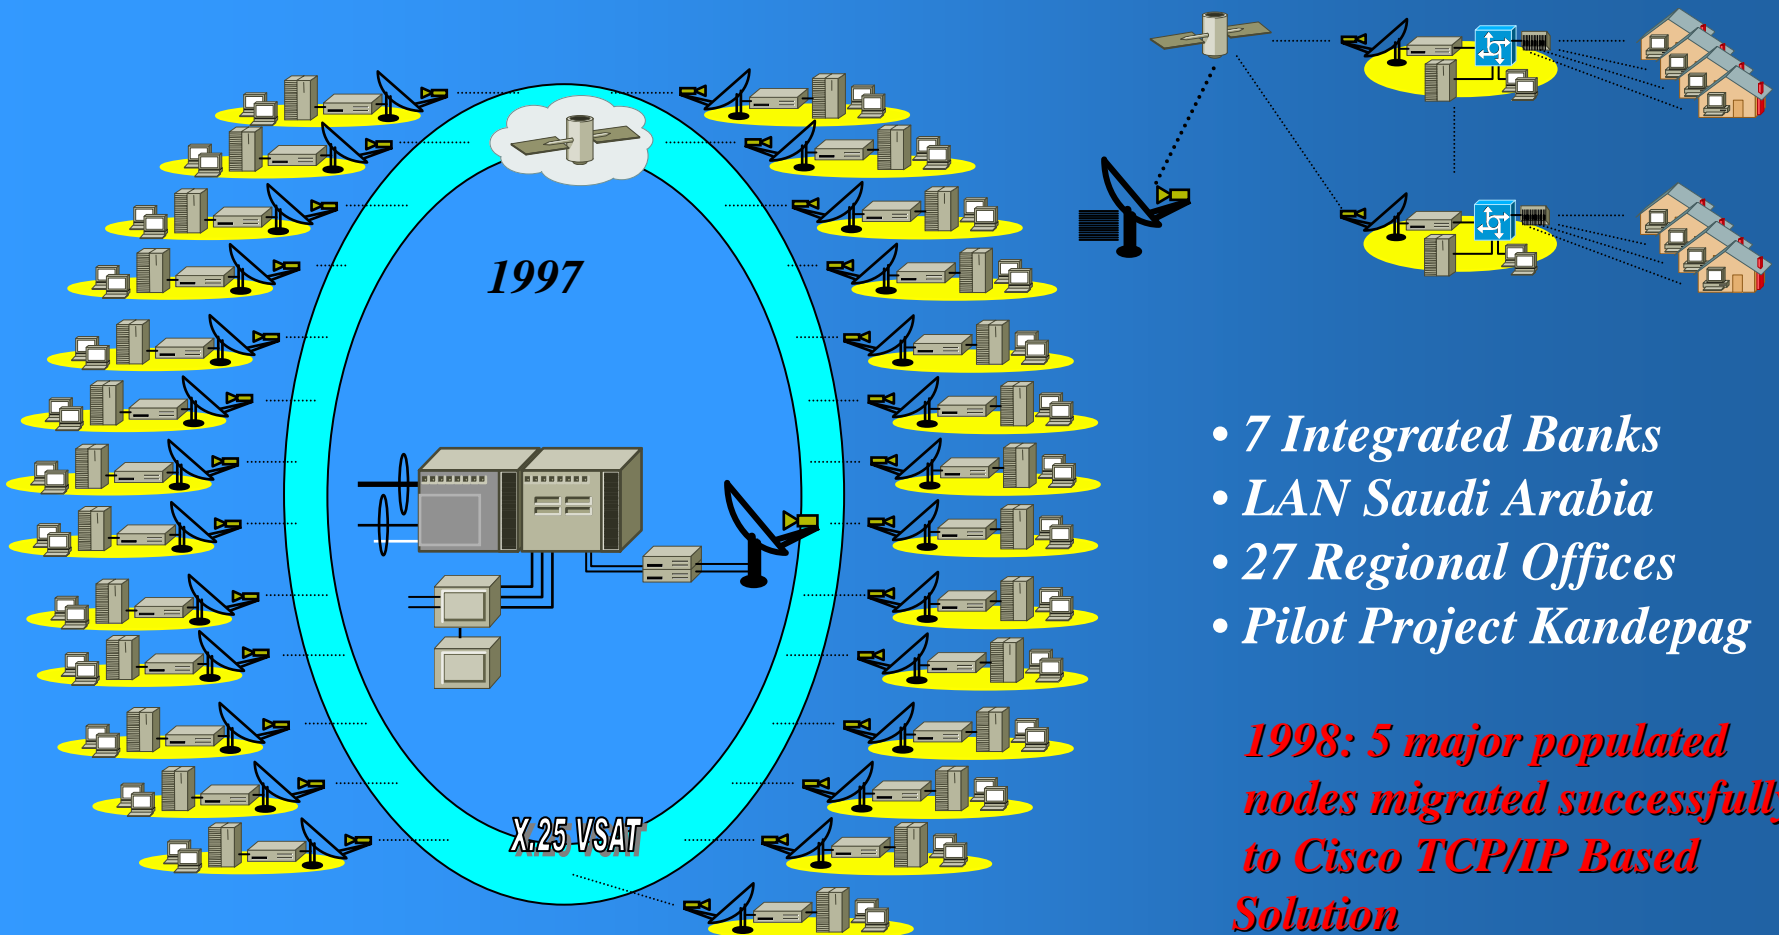 1997
• 7 Integrated Banks
• LAN Saudi Arabia
• 27 Regional Offices
• Pilot Project Kandepag
1998: 5 major populated
nodes migrated successfully
to Cisco TCP/IP Based
Solution
X.25 VSAT